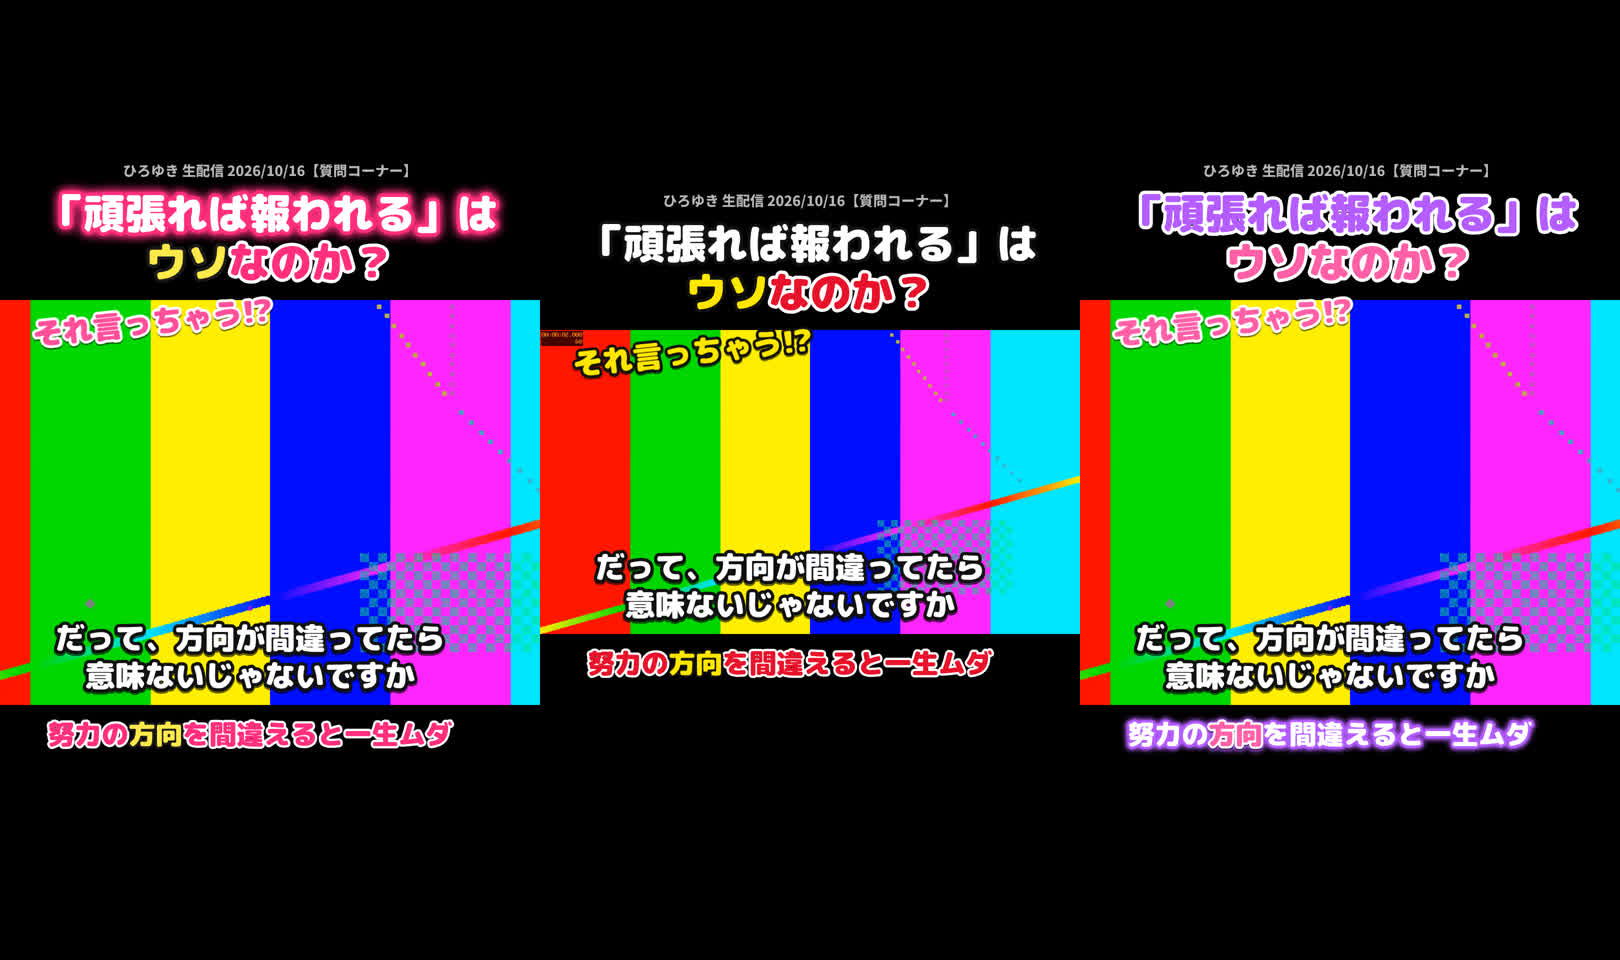 ひろゆき 生配信 2026/10/16【質問コーナー】
「頑張れば報われる」は
ウソなのか？
それ言っちゃう!?
だって、方向が間違ってたら
意味ないじゃないですか
努力の方向を間違えると一生ムダ
ひろゆき 生配信 2026/10/16【質問コーナー】
「頑張れば報われる」は
ウソなのか？
00:00:02.000
60
それ言っちゃう!?
だって、方向が間違ってたら
意味ないじゃないですか
努力の方向を間違えると一生ムダ
ひろゆき 生配信 2026/10/16【質問コーナー】
「頑張れば報われる」は
ウソなのか？
それ言っちゃう!?
だって、方向が間違ってたら
意味ないじゃないですか
努力の方向を間違えると一生ムダ